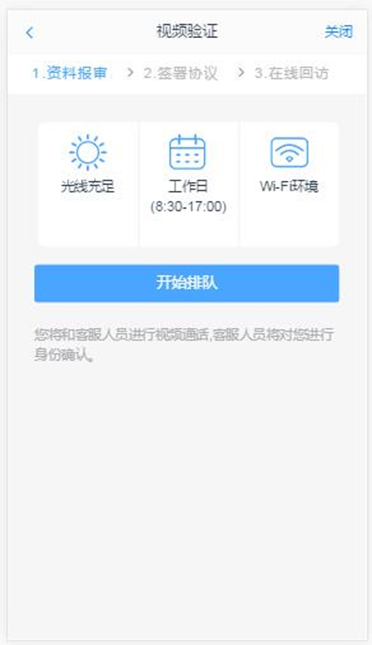 视频验证
关闭
1.资料报审 > 2.签署协议 > 3.在线回访
光线充足
工作日
(8:30-17:00)
Wi-Fi环境
开始排队
您将和客服人员进行视频通话,客服人员将对您进行
身份确认。